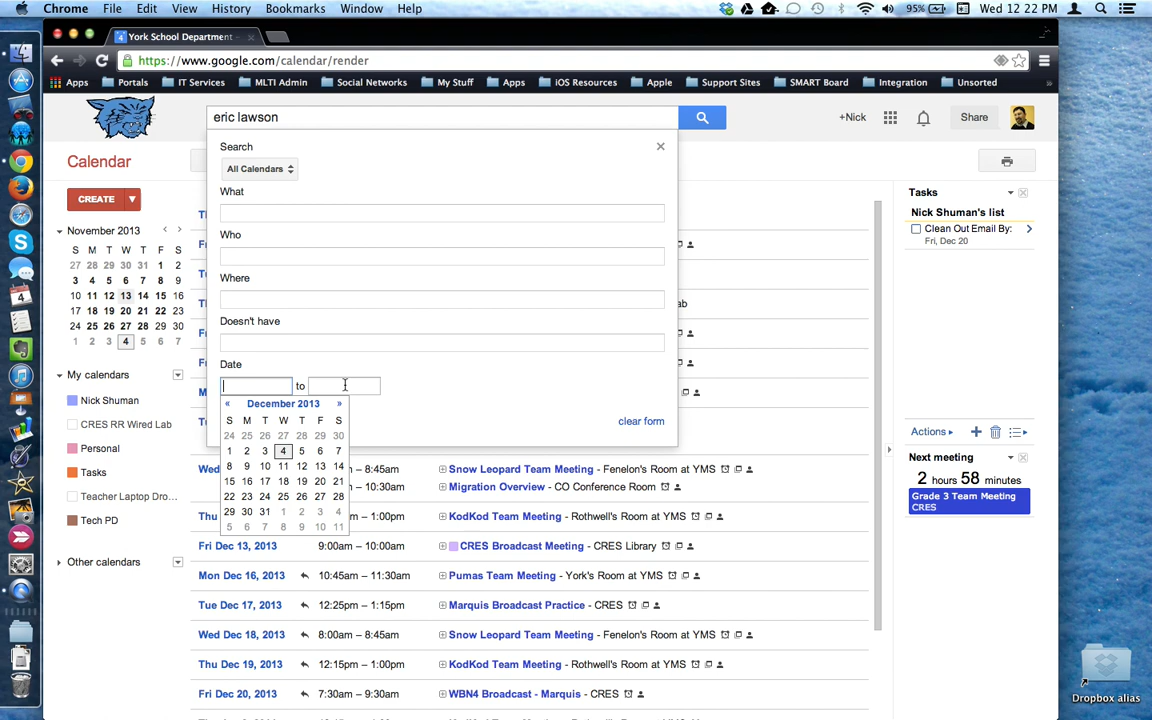 Chrome File Edit View History Bookmarks Window Help 95% Wed 12 22 PM
York School Department -
https://www.google.com/calendar/render
Apps Portals IT Services MLTI Admin Social Networks My Stuff Apps iOS Resources Apple Support Sites SMART Board Integration Unsorted »
eric lawson
+Nick
Share
Calendar
CREATE
November 2013
S M T W T F S
27 28 29 30 31 1 2
3 4 5 6 7 8 9
10 11 12 13 14 15 16
17 18 19 20 21 22 23
24 25 26 27 28 29 30
1 2 3 4 5 6 7
My calendars
Nick Shuman
CRES RR Wired Lab
Personal
Tasks
Teacher Laptop Dro...
Tech PD
Other calendars
Search
All Calendars
What
Who
Where
Doesn't have
Date
to
« December 2013 »
S M T W T F S
24 25 26 27 28 29 30
1 2 3 4 5 6 7
8 9 10 11 12 13 14
15 16 17 18 19 20 21
22 23 24 25 26 27 28
29 30 31 1 2 3 4
5 6 7 8 9 10 11
clear form
Th
Fr
Tu
Th
ab
Fr
Fr
M
Tu
Wed – 8:45am Snow Leopard Team Meeting - Fenelon's Room at YMS
– 10:30am Migration Overview - CO Conference Room
Thu – 1:00pm KodKod Team Meeting - Rothwell's Room at YMS
Fri Dec 13, 2013 9:00am – 10:00am CRES Broadcast Meeting - CRES Library
Mon Dec 16, 2013 10:45am – 11:30am Pumas Team Meeting - York's Room at YMS
Tue Dec 17, 2013 12:25pm – 1:15pm Marquis Broadcast Practice - CRES
Wed Dec 18, 2013 8:00am – 8:45am Snow Leopard Team Meeting - Fenelon's Room at YMS
Thu Dec 19, 2013 12:15pm – 1:00pm KodKod Team Meeting - Rothwell's Room at YMS
Fri Dec 20, 2013 7:30am – 9:30am WBN4 Broadcast - Marquis - CRES
Tasks
Nick Shuman's list
Clean Out Email By:
Fri, Dec 20
Actions
Next meeting
2 hours 58 minutes
Grade 3 Team Meeting
CRES
Dropbox alias